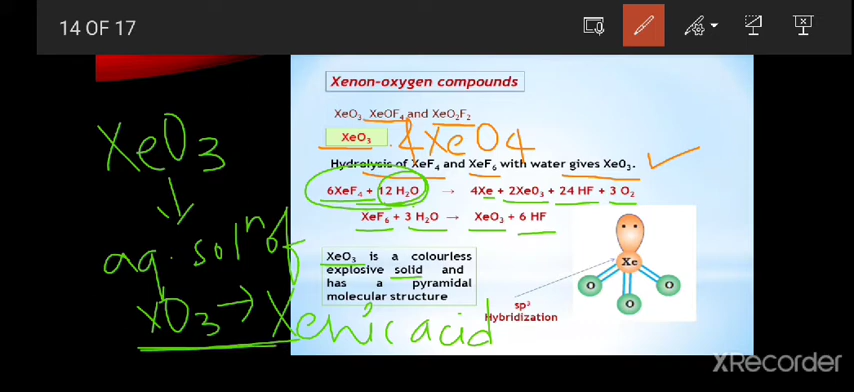 14 OF 17
Xenon-oxygen compounds
XeO3, XeOF4 and XeO2F2
XeO3 . & XeO4
Hydrolysis of XeF4 and XeF6 with water gives XeO3.
6XeF4 + 12 H2O → 4Xe + 2XeO3 + 24 HF + 3 O2
XeF6 + 3 H2O → XeO3 + 6 HF
XeO3 is a colourless
explosive solid and
has a pyramidal
molecular structure
Xe
O
O
O
sp3
Hybridization
XeO3
↓
aq. soln of
XO3 → Xenic acid
XRecorder